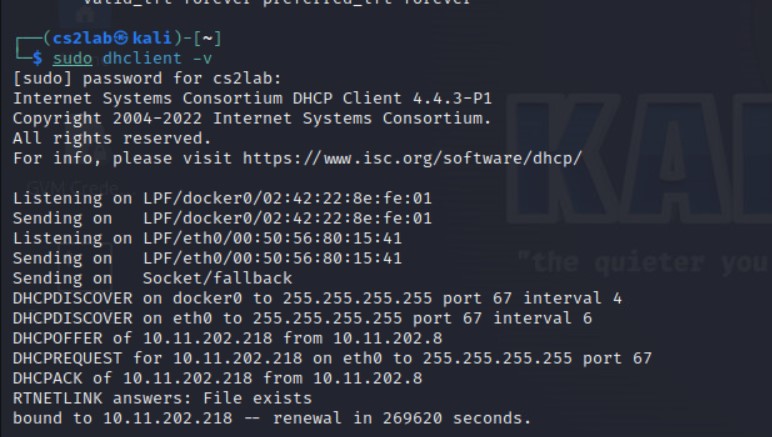 valid_lft forever preferred_lft forever
┌──(cs2lab㉿kali)-[~]
└─$ sudo dhclient -v
[sudo] password for cs2lab:
Internet Systems Consortium DHCP Client 4.4.3-P1
Copyright 2004-2022 Internet Systems Consortium.
All rights reserved.
For info, please visit https://www.isc.org/software/dhcp/
Listening on LPF/docker0/02:42:22:8e:fe:01
Sending on   LPF/docker0/02:42:22:8e:fe:01
Listening on LPF/eth0/00:50:56:80:15:41
Sending on   LPF/eth0/00:50:56:80:15:41
Sending on   Socket/fallback
DHCPDISCOVER on docker0 to 255.255.255.255 port 67 interval 4
DHCPDISCOVER on eth0 to 255.255.255.255 port 67 interval 6
DHCPOFFER of 10.11.202.218 from 10.11.202.8
DHCPREQUEST for 10.11.202.218 on eth0 to 255.255.255.255 port 67
DHCPACK of 10.11.202.218 from 10.11.202.8
RTNETLINK answers: File exists
bound to 10.11.202.218 -- renewal in 269620 seconds.
KA
"the quieter you